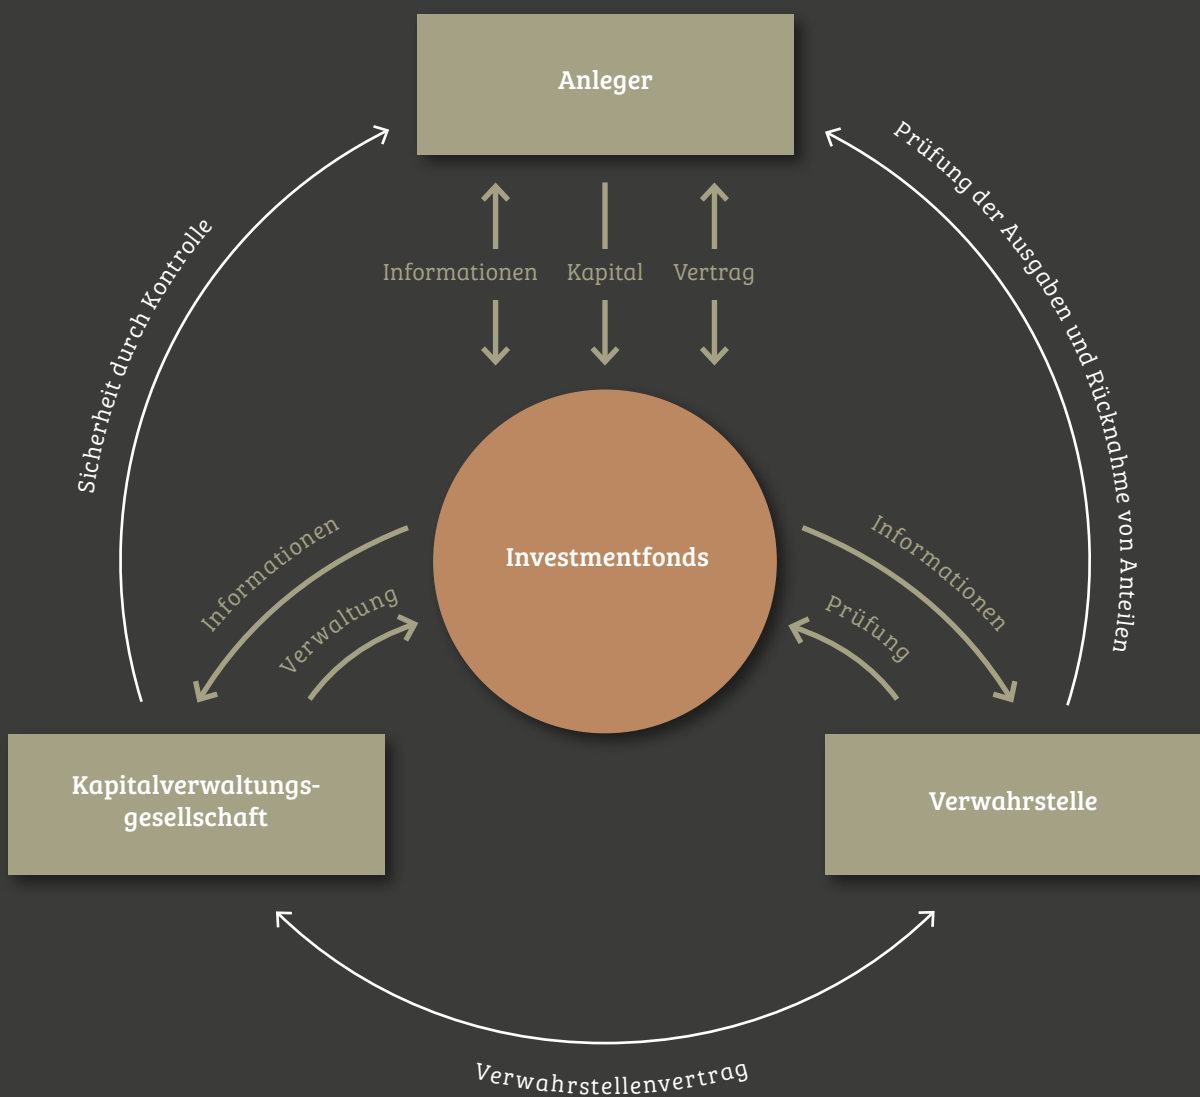 Anleger
Sicherheit durch Kontrolle
Prüfung der Ausgaben und Rücknahme von Anteilen
Informationen
Kapital
Vertrag
Investmentfonds
Informationen
Verwaltung
Informationen
Prüfung
Kapitalverwaltungs-
gesellschaft
Verwahrstelle
Verwahrstellenvertrag